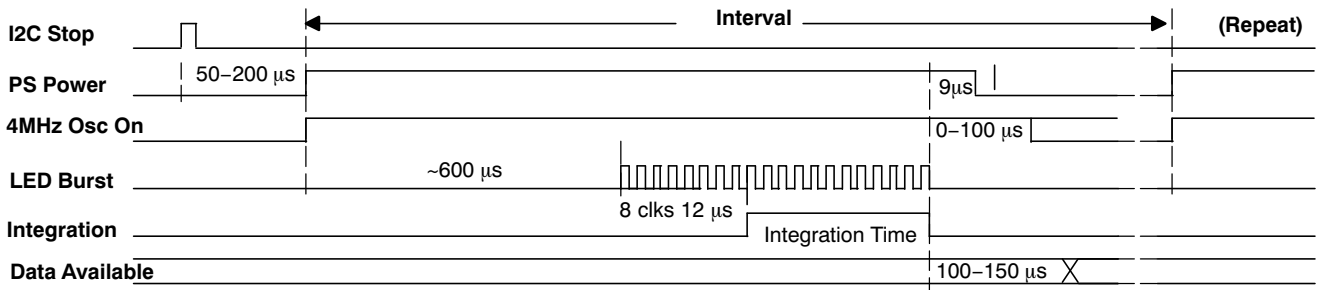 Interval
(Repeat)
I2C Stop
50−200 μs
PS Power
9μs
4MHz Osc On
0−100 μs
~600 μs
LED Burst
8 clks 12 μs
Integration
Integration Time
Data Available
100−150 μs